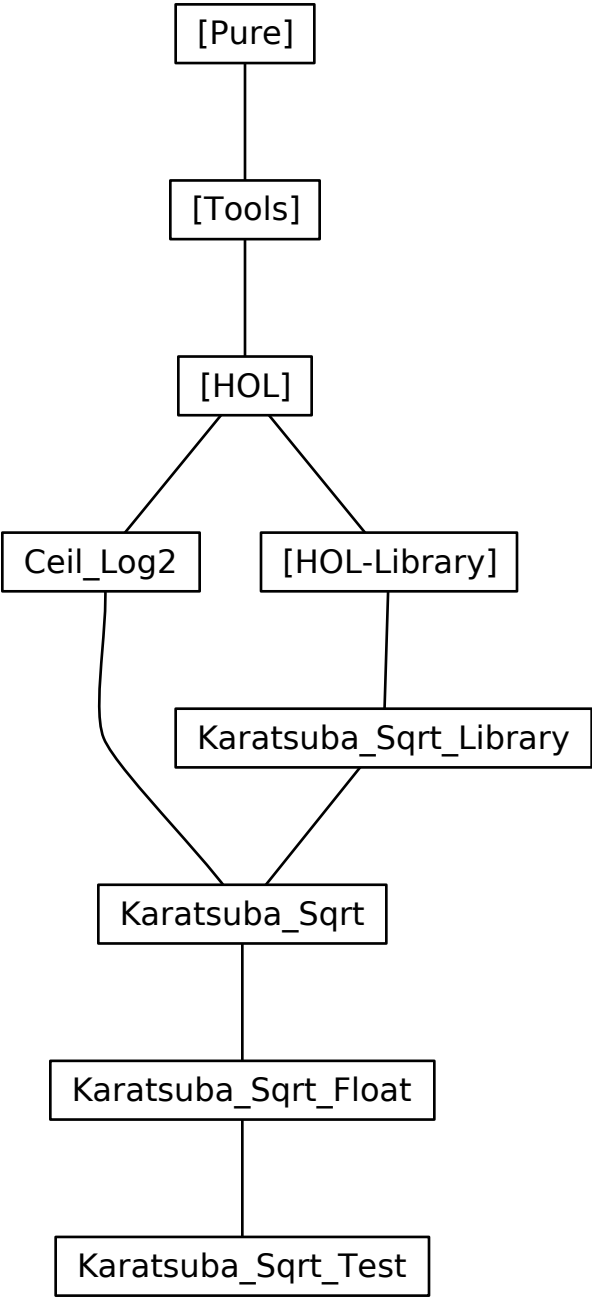 [Pure]
[Tools]
[HOL]
Ceil_Log2
[HOL-Library]
Karatsuba_Sqrt_Library
Karatsuba_Sqrt
Karatsuba_Sqrt_Float
Karatsuba_Sqrt_Test